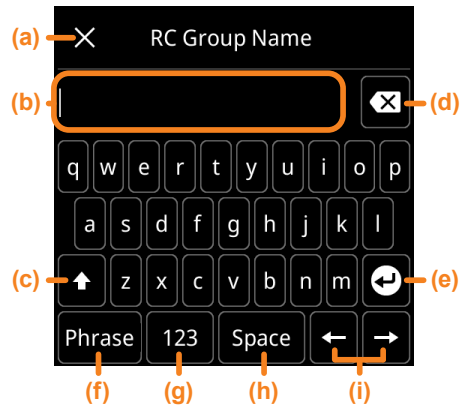 (a) RC Group Name
(b) (d)
q w e r t y u i o p
a s d f g h j k l
(c) z x c v b n m (e)
Phrase 123 Space ← →
(f) (g) (h) (i)